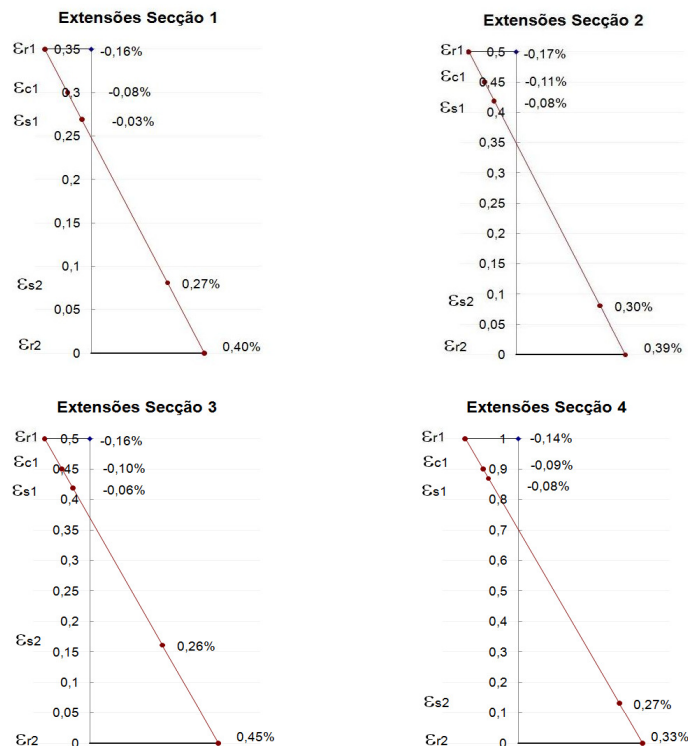 Extensões Secção 1
εr1 0,35 -0,16%
εc1 0,3 -0,08%
εs1 -0,03%
0,25
0,2
0,15
0,1
εs2 0,27%
0,05
εr2 0 0,40%
Extensões Secção 2
εr1 0,5 -0,17%
εc1 0,45 -0,11%
εs1 0,4 -0,08%
0,35
0,3
0,25
0,2
0,15
εs2 0,1 0,30%
0,05
εr2 0 0,39%
Extensões Secção 3
εr1 0,5 -0,16%
εc1 0,45 -0,10%
εs1 0,4 -0,06%
0,35
0,3
0,25
0,2
εs2 0,15 0,26%
0,1
0,05
εr2 0 0,45%
Extensões Secção 4
εr1 1 -0,14%
εc1 0,9 -0,09%
εs1 -0,08%
0,8
0,7
0,6
0,5
0,4
0,3
0,2
εs2 0,27%
0,1
εr2 0 0,33%